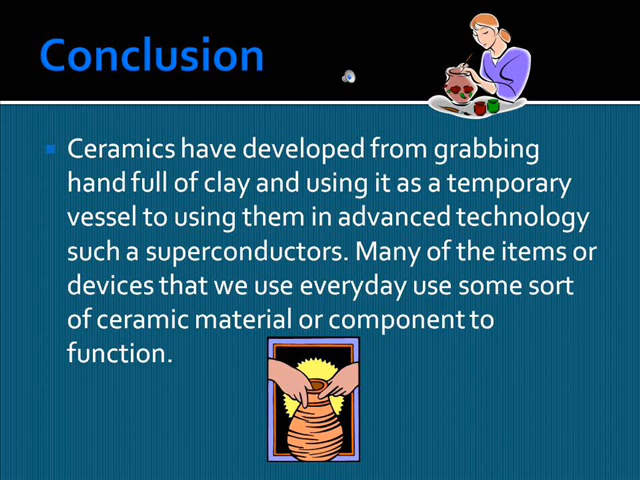 Conclusion
Ceramics have developed from grabbing
hand full of clay and using it as a temporary
vessel to using them in advanced technology
such a superconductors. Many of the items or
devices that we use everyday use some sort
of ceramic material or component to
function.